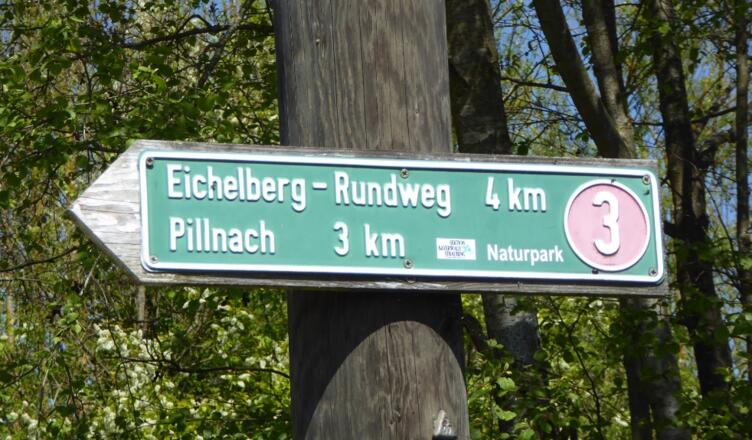 Eichelberg-Rundweg 4 km
Pillnach 3 km
Naturpark
3